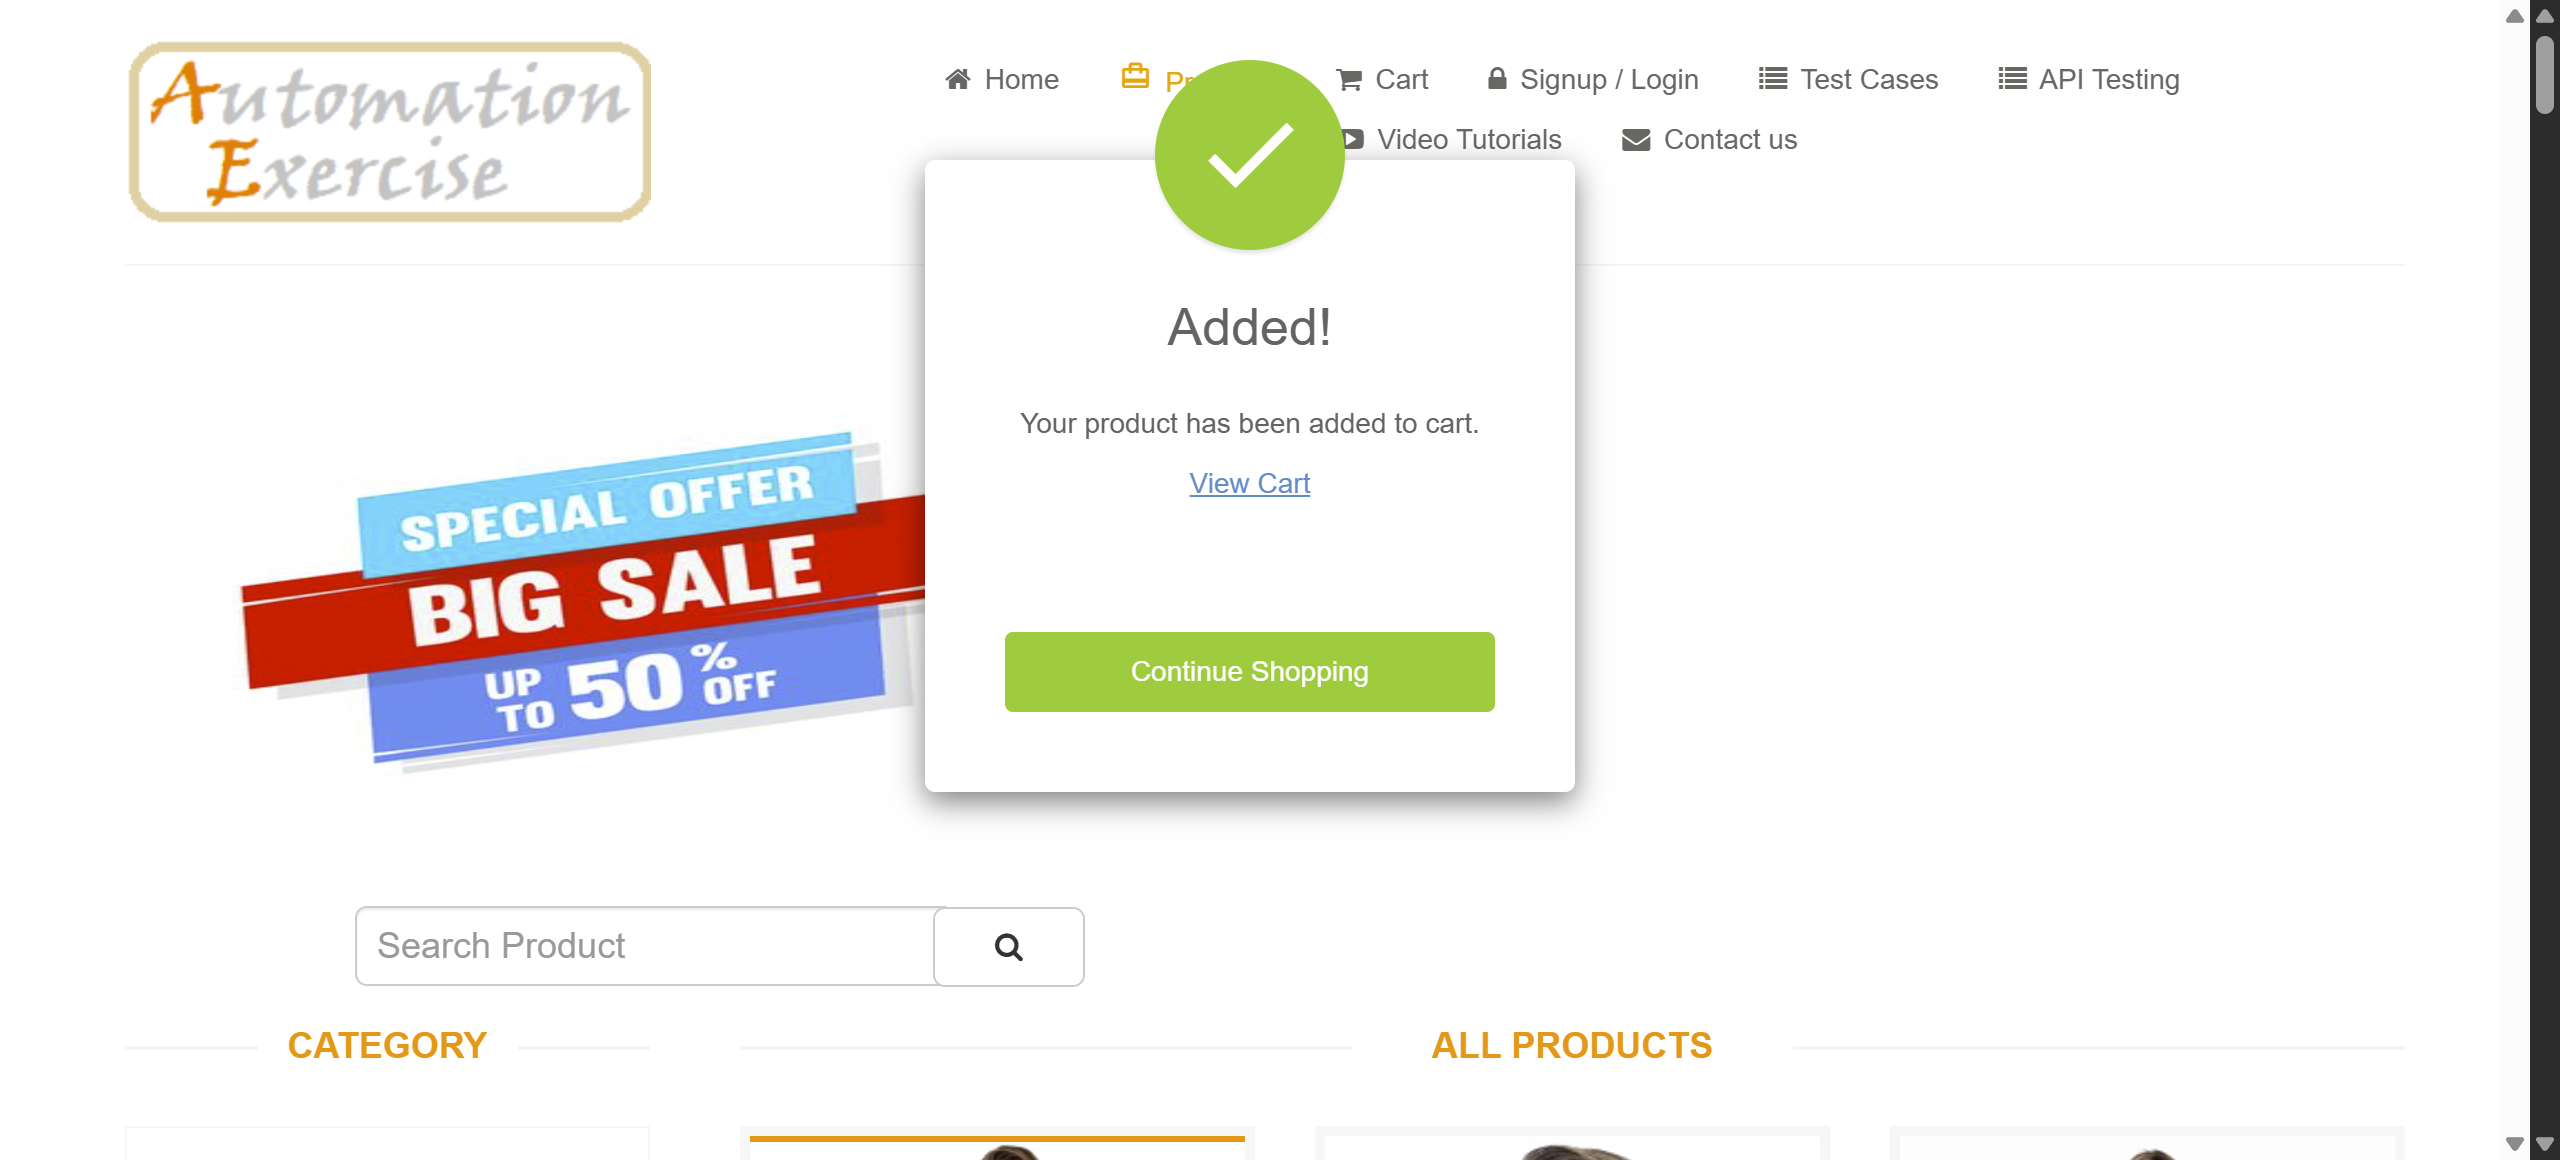 Automation
Exercise
Home
Cart
Signup / Login
Test Cases
API Testing
Video Tutorials
Contact us
Added!
Your product has been added to cart.
View Cart
Continue Shopping
SPECIAL OFFER
BIG SALE
UP TO 50% OFF
Search Product
CATEGORY
ALL PRODUCTS